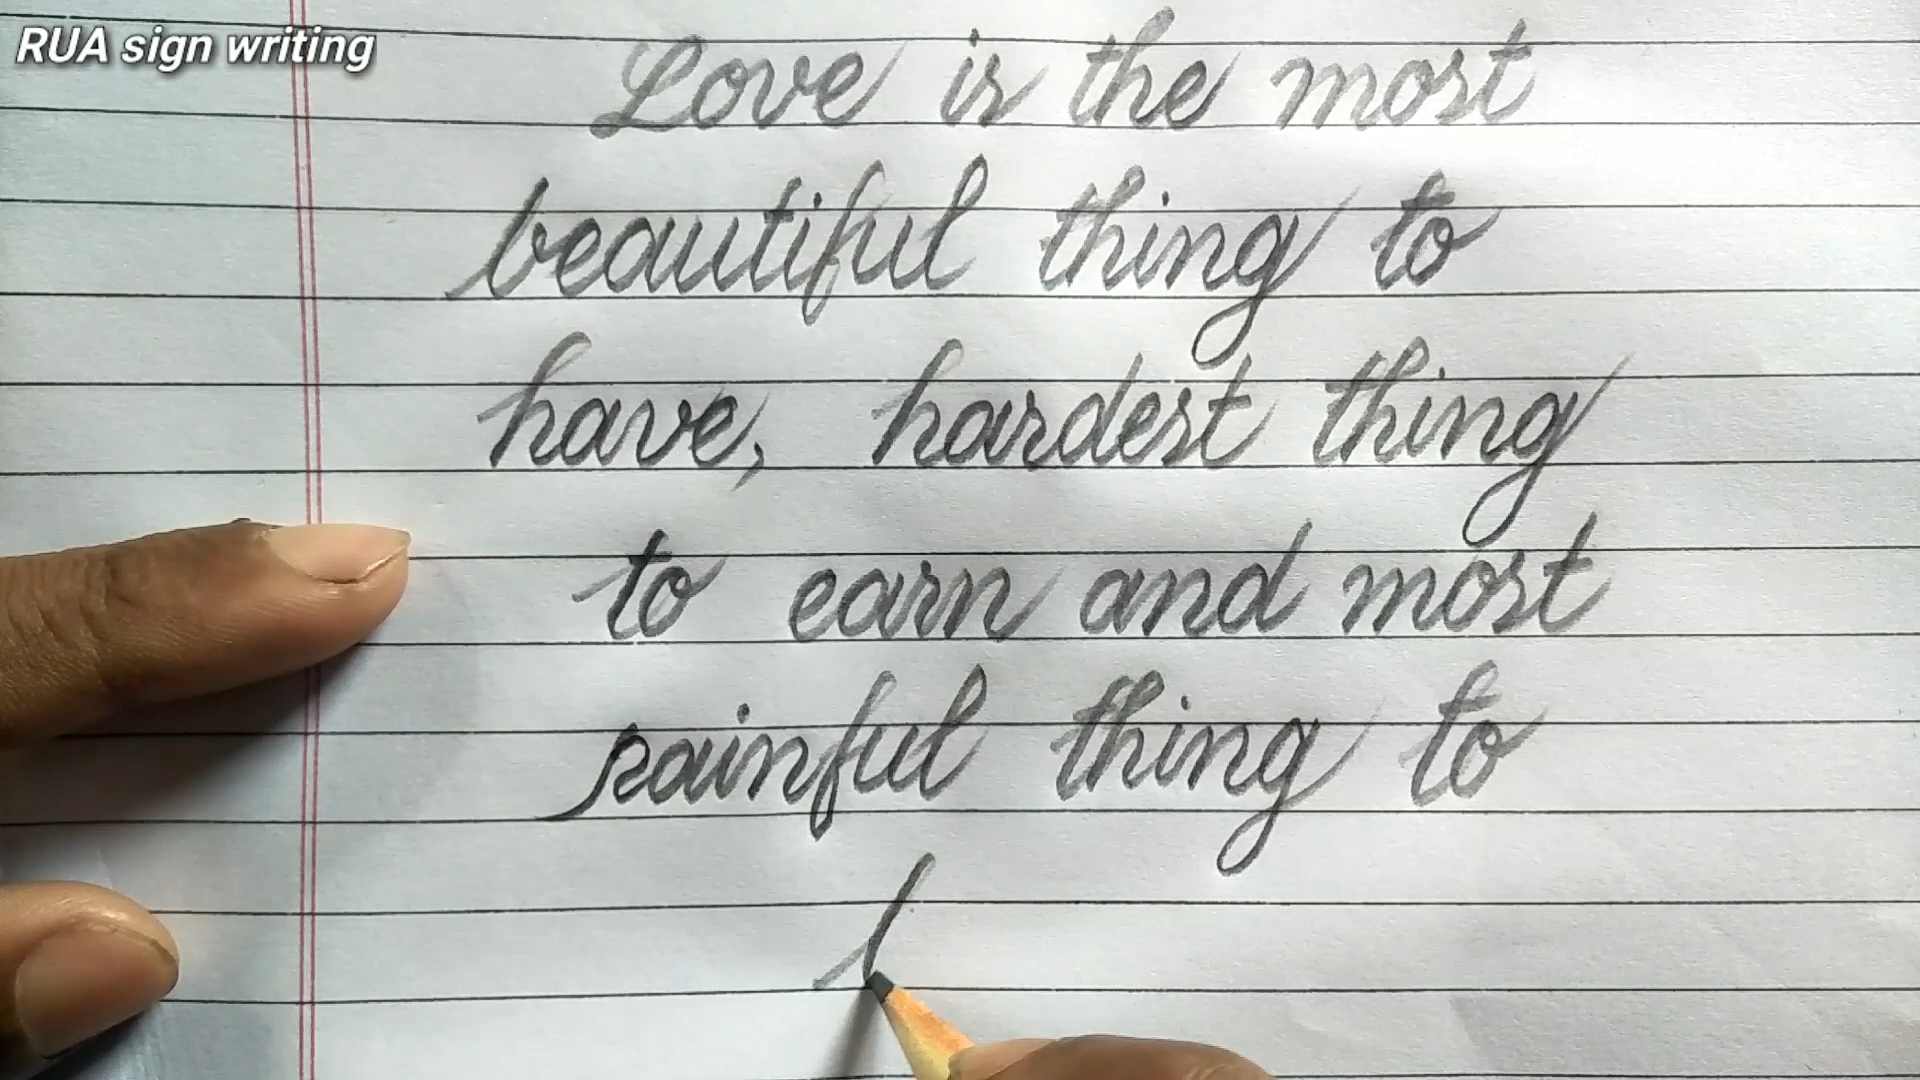 RUA sign writing
Love is the most
beautiful thing to
have, hardest thing
to earn and most
painful thing to
l